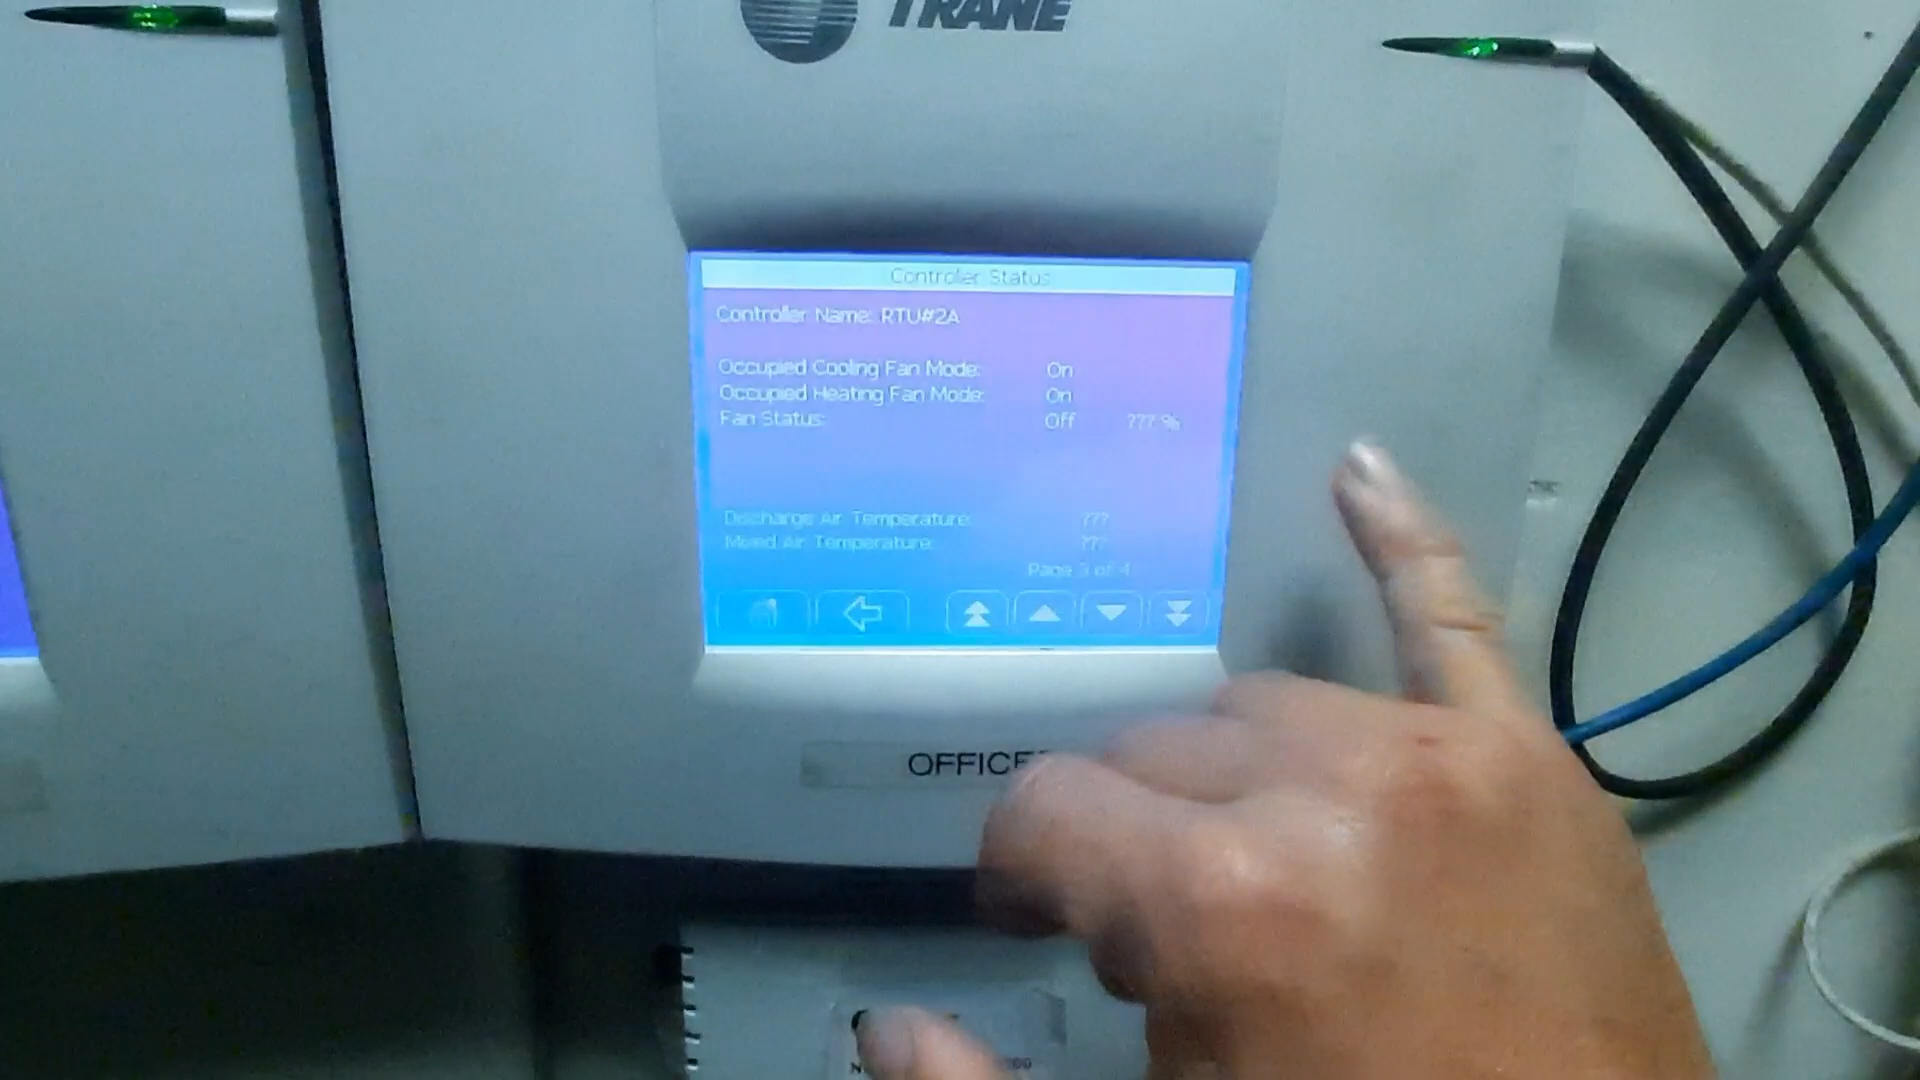 TRANE
Controller Status
Controller Name: RTU#2A
Occupied Cooling Fan Mode: On
Occupied Heating Fan Mode: On
Fan Status: Off ??? %
Discharge Air Temperature: ???
Mixed Air Temperature: ???
Page 3 of 4
OFFICE